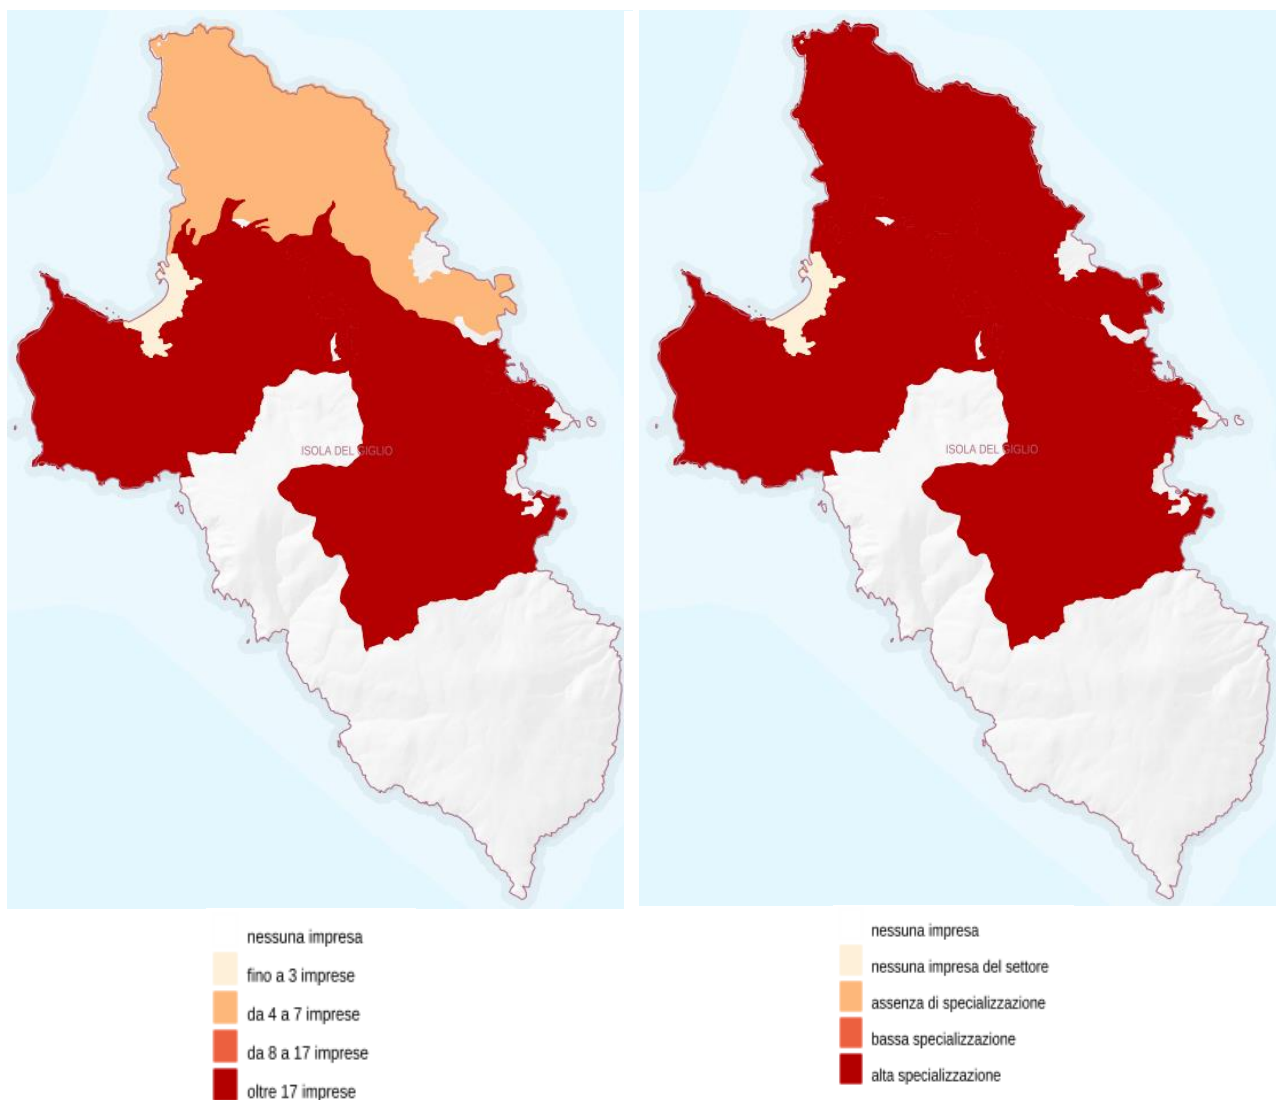 ISOLA DEL GIGLIO
ISOLA DEL GIGLIO
nessuna impresa
fino a 3 imprese
da 4 a 7 imprese
da 8 a 17 imprese
oltre 17 imprese
nessuna impresa
nessuna impresa del settore
assenza di specializzazione
bassa specializzazione
alta specializzazione